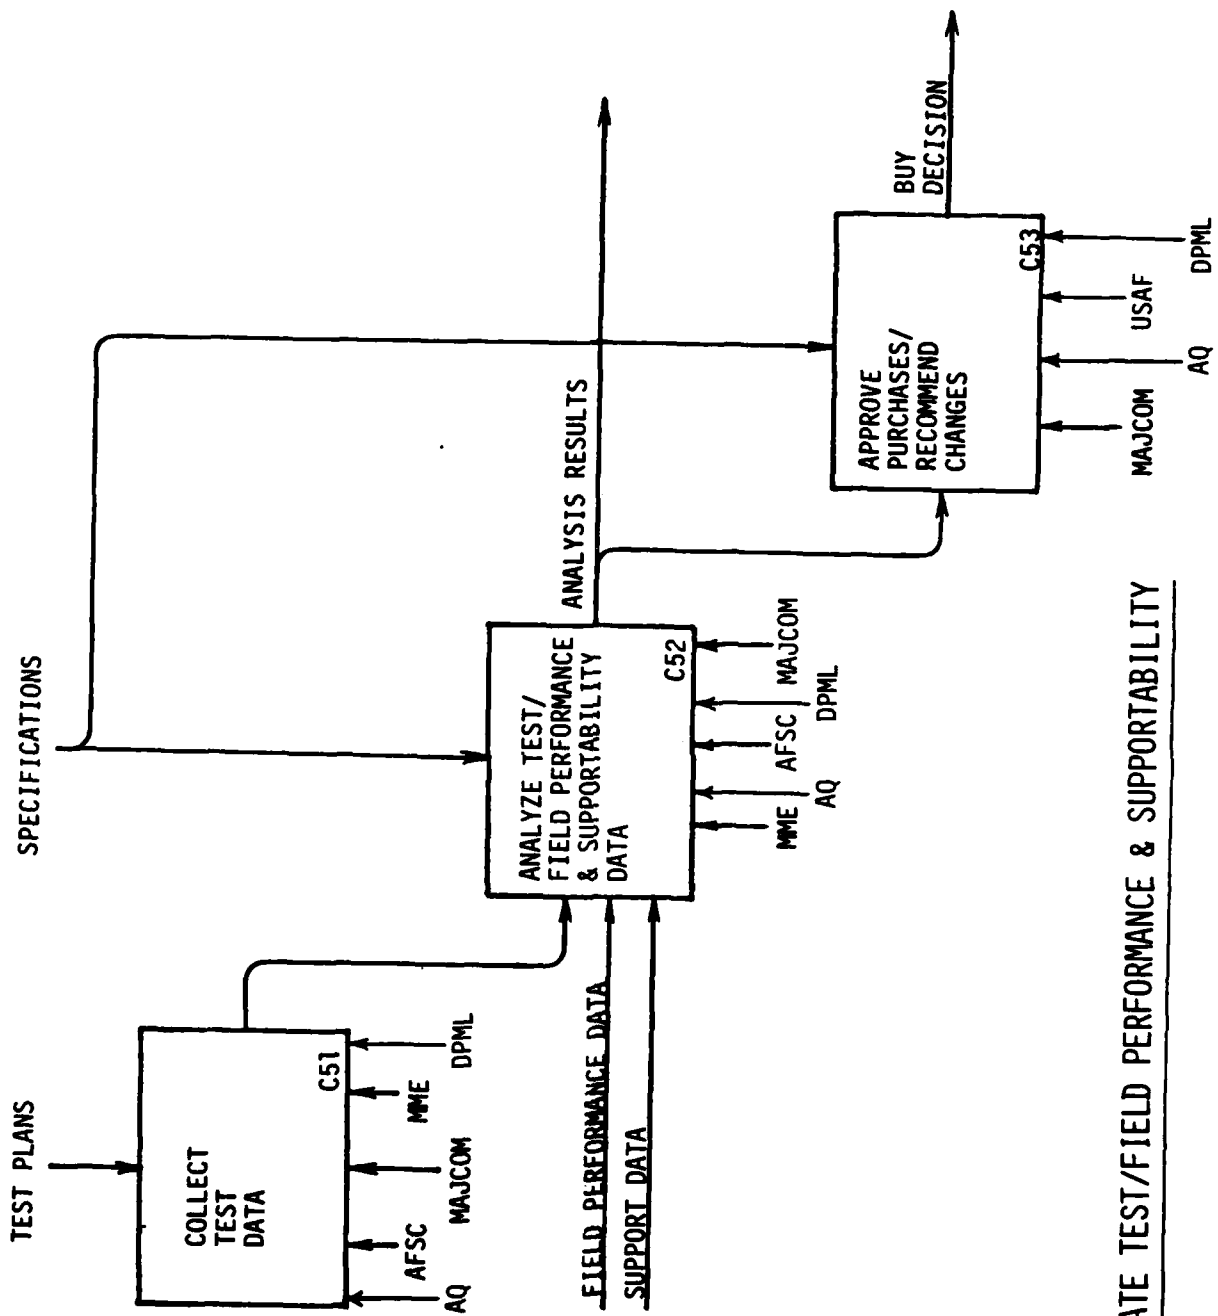 TEST PLANS
COLLECT
TEST
DATA
C51
AQ
AFSC
MAJCOM
MME
DPML
SPECIFICATIONS
FIELD PERFORMANCE DATA
SUPPORT DATA
ANALYZE TEST/
FIELD PERFORMANCE
& SUPPORTABILITY
DATA
C52
MME
AQ
AFSC
DPML
MAJCOM
ANALYSIS RESULTS
APPROVE
PURCHASES/
RECOMMEND
CHANGES
C53
MAJCOM
AQ
USAF
DPML
BUY
DECISION
TEST/FIELD PERFORMANCE & SUPPORTABILITY